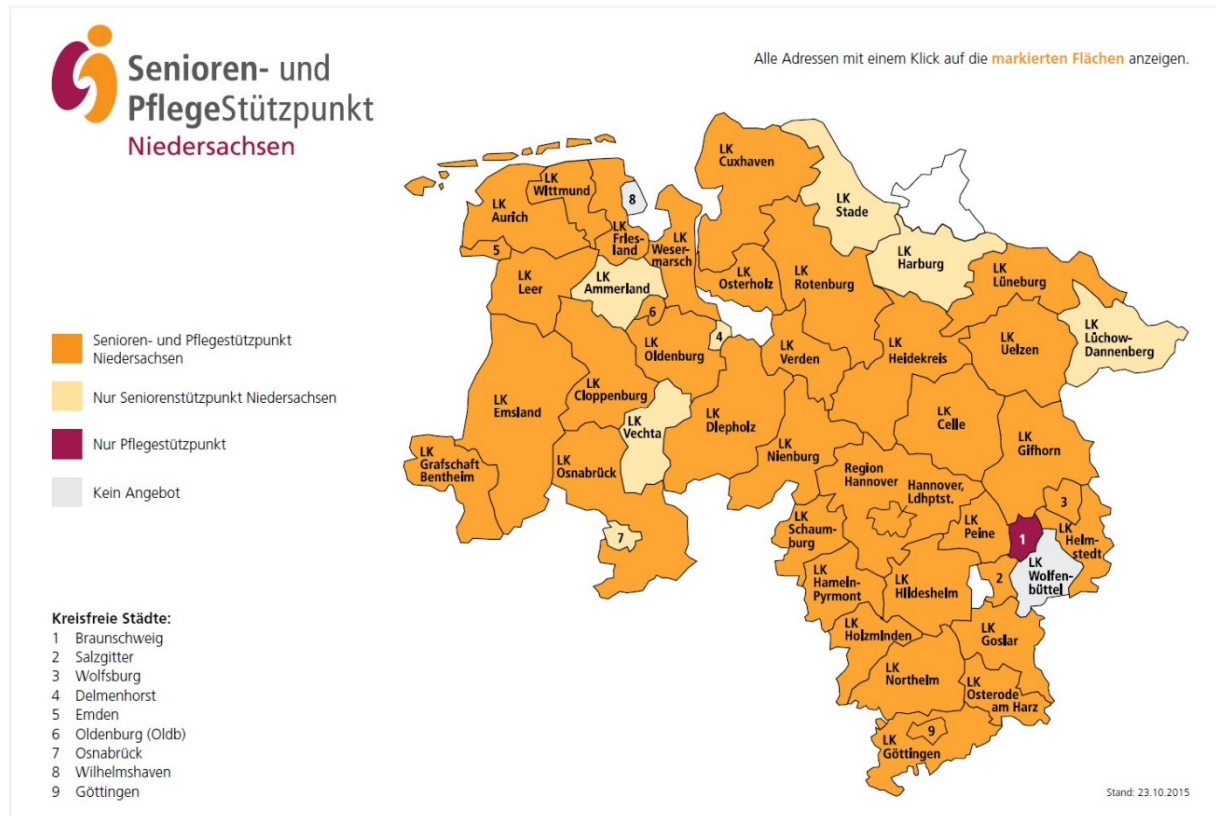 Senioren- und
PflegeStützpunkt
Niedersachsen
Alle Adressen mit einem Klick auf die markierten Flächen anzeigen.
Senioren- und Pflegestützpunkt
Niedersachsen
Nur Seniorenstützpunkt Niedersachsen
Nur Pflegestützpunkt
Kein Angebot
Kreisfreie Städte:
1 Braunschweig
2 Salzgitter
3 Wolfsburg
4 Delmenhorst
5 Emden
6 Oldenburg (Oldb)
7 Osnabrück
8 Wilhelmshaven
9 Göttingen
LK
Cuxhaven
LK
Wittmund
8
LK
Stade
LK
Aurich
LK
Fries-
land
LK
Weser-
marsch
5
LK
Harburg
LK
Leer
LK
Ammerland
LK
Osterholz
LK
Rotenburg
LK
Lüneburg
6
4
LK
Oldenburg
LK
Verden
LK
Heidekreis
LK
Uelzen
LK
Lüchow-
Dannenberg
LK
Cloppenburg
LK
Emsland
LK
Vechta
LK
Diepholz
LK
Celle
LK
Nienburg
LK
Gifhorn
LK
Grafschaft
Bentheim
LK
Osnabrück
Region
Hannover
Hannover,
Ldhptst.
3
7
LK
Schaum-
burg
LK
Peine
1
LK
Helm-
stedt
LK
Hameln-
Pyrmont
LK
Hildesheim
2
LK
Wolfen-
büttel
LK
Holzminden
LK
Goslar
LK
Northeim
LK
Osterode
am Harz
9
LK
Göttingen
Stand: 23.10.2015